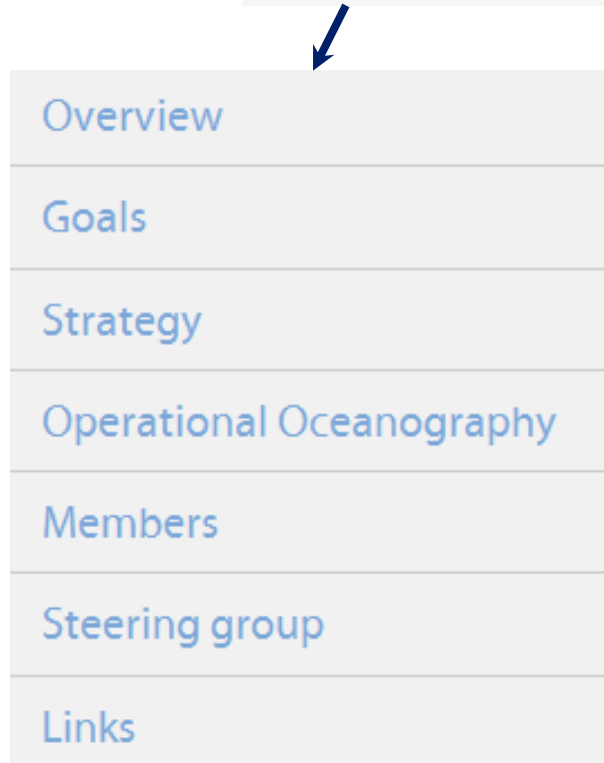 Overview
Goals
Strategy
Operational Oceanography
Members
Steering group
Links